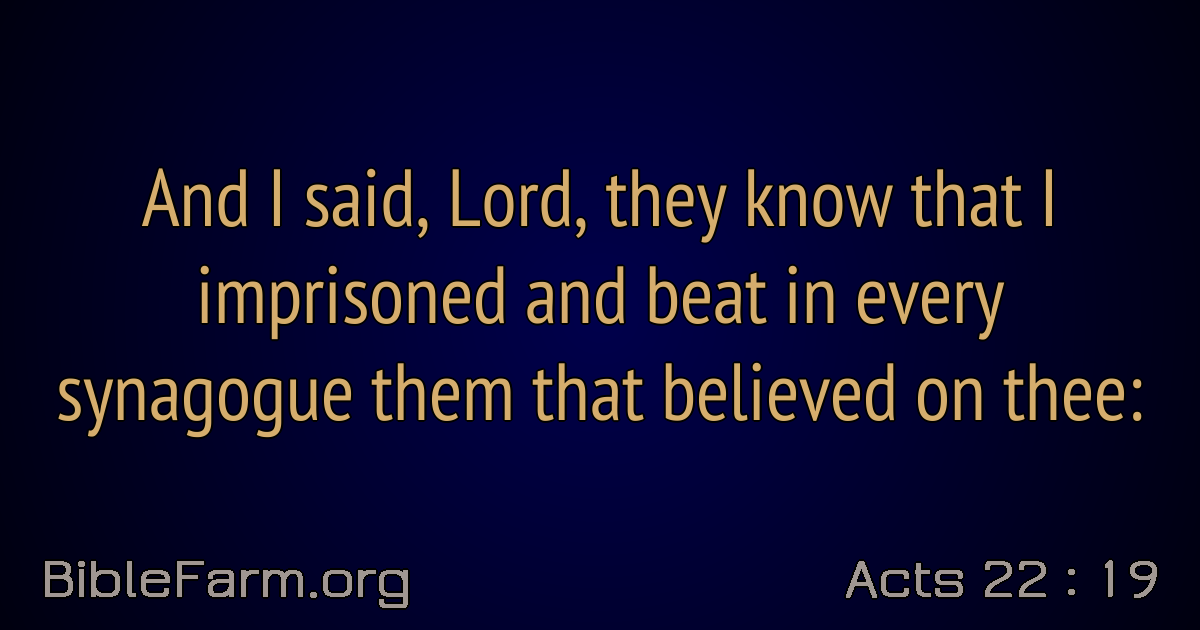 And I said, Lord, they know that I
imprisoned and beat in every
synagogue them that believed on thee:
BibleFarm.org
Acts 22 : 19